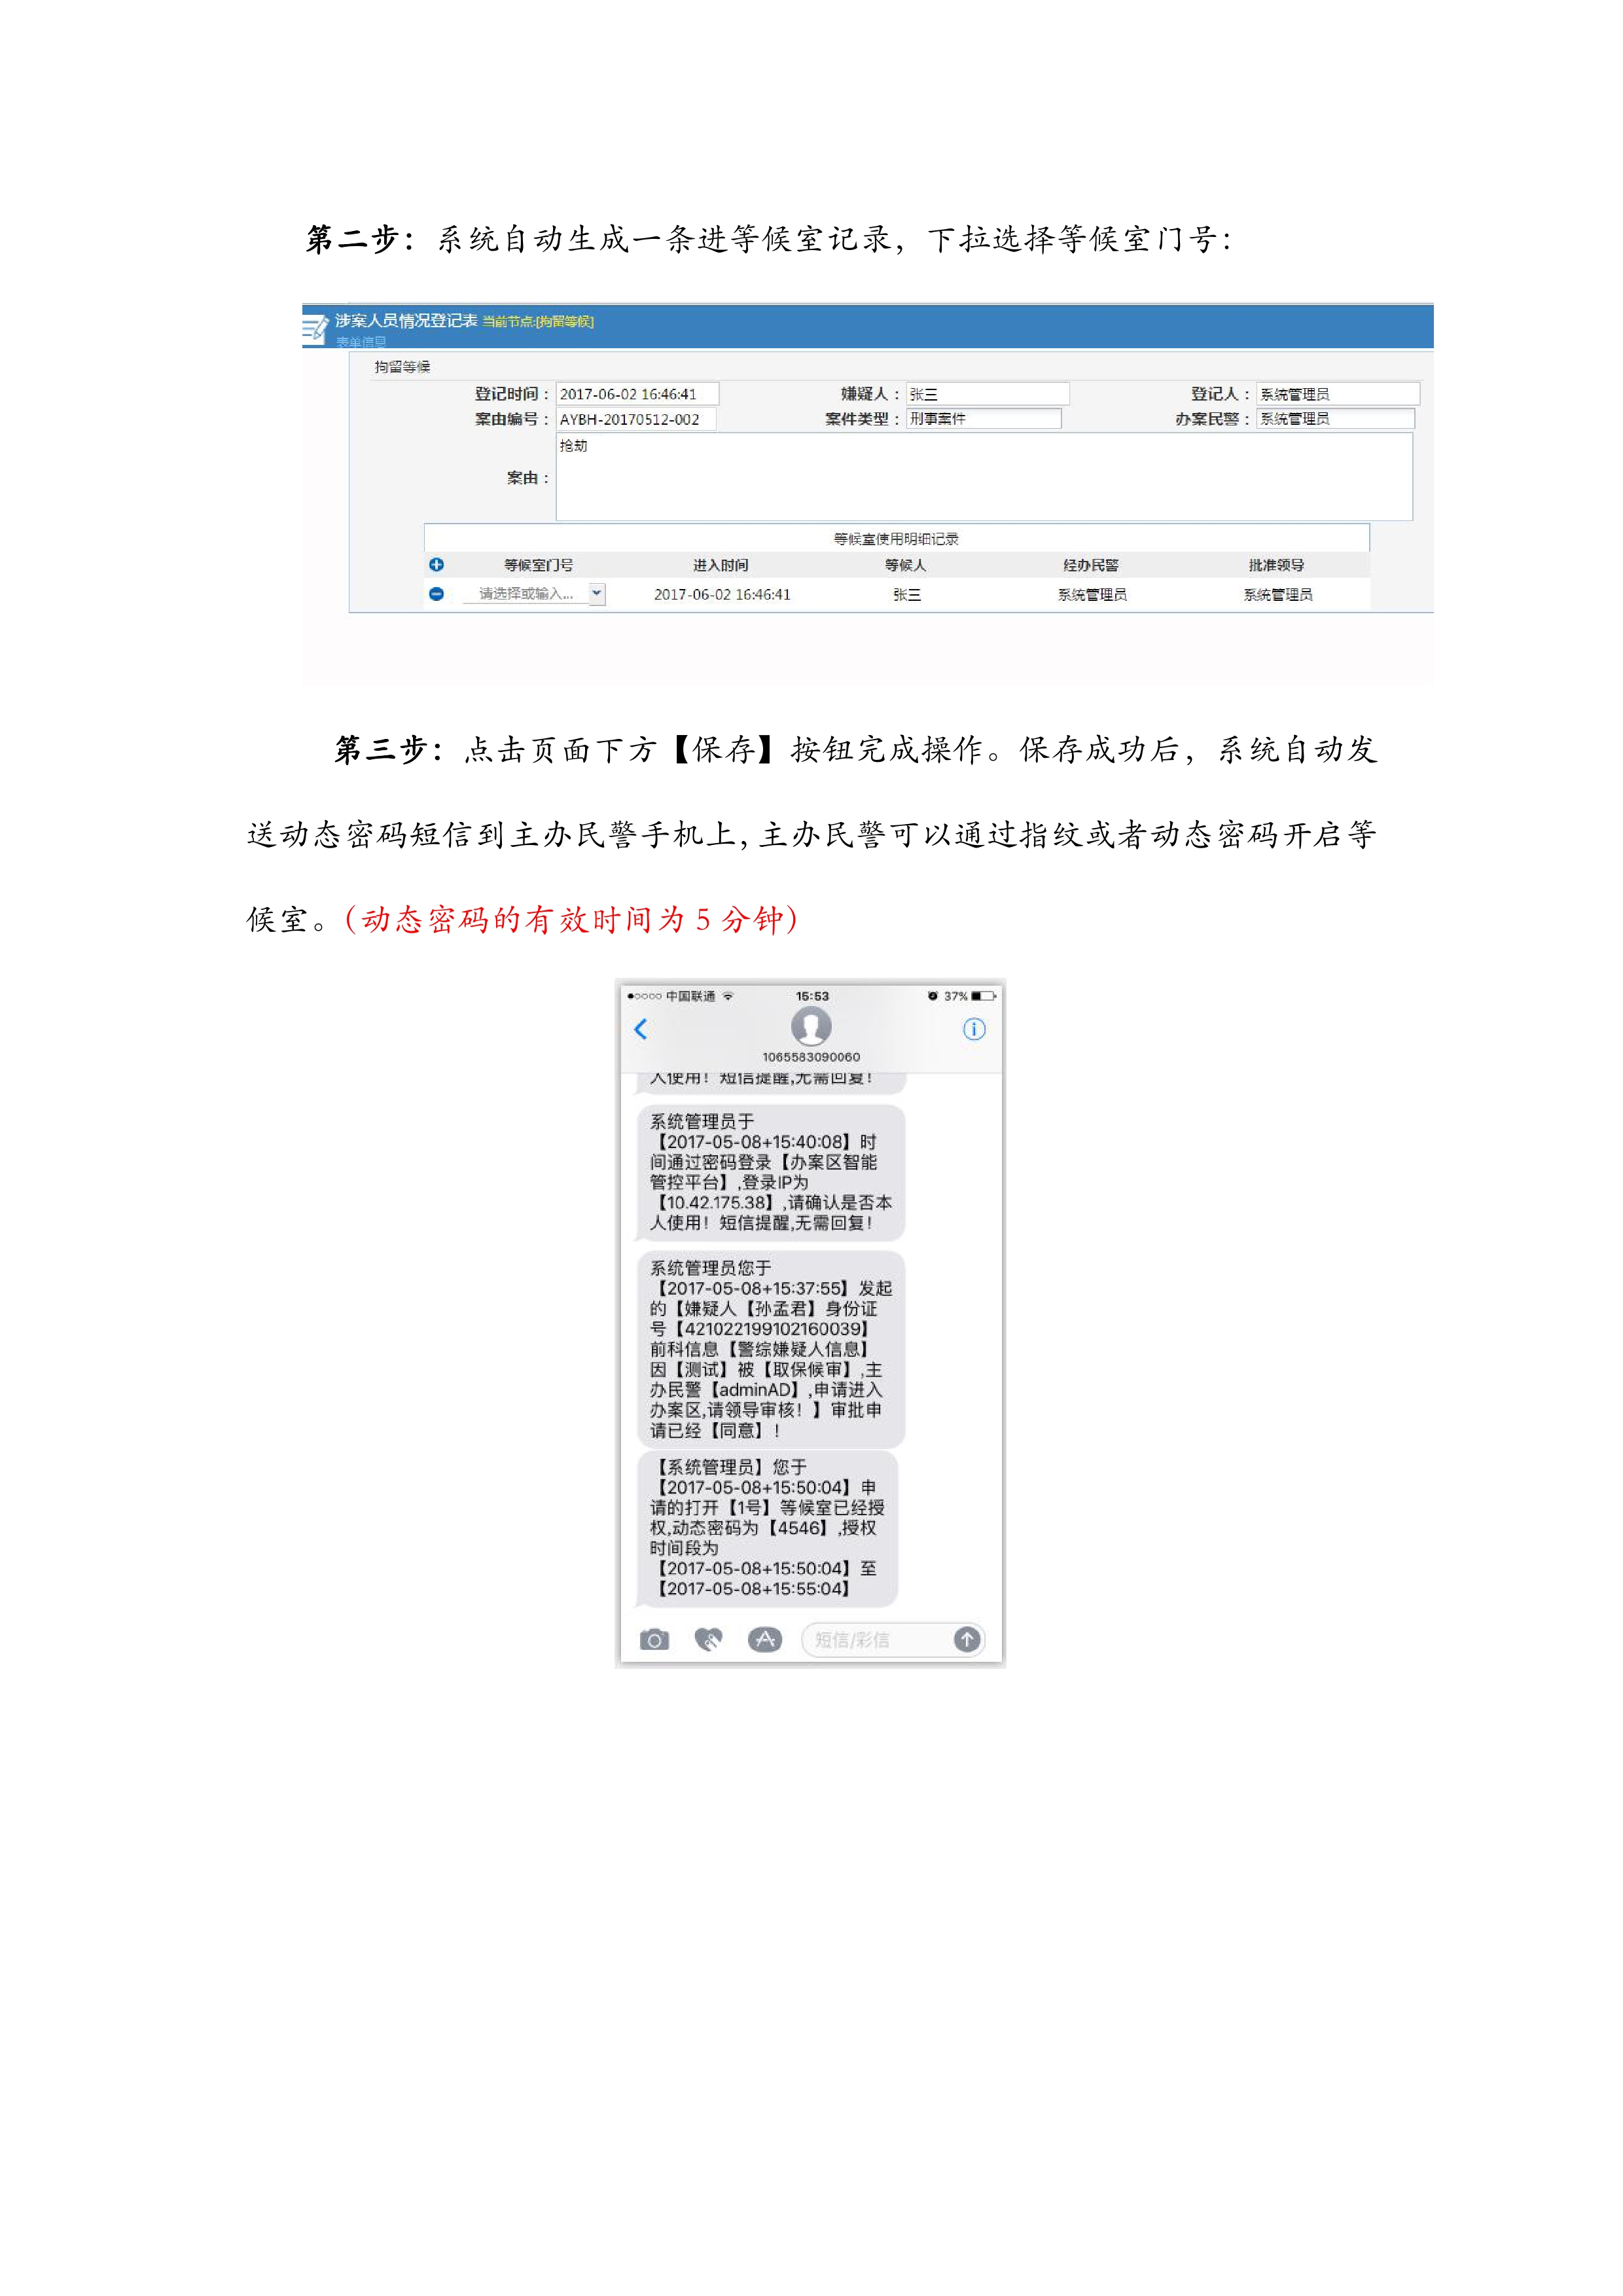 第二步：系统自动生成一条进等候室记录，下拉选择等候室门号：
涉案人员情况登记表 当前节点:[拘留等候]
表单信息
拘留等候
登记时间： 2017-06-02 16:46:41 嫌疑人： 张三 登记人： 系统管理员
案由编号： AYBH-20170512-002 案件类型： 刑事案件 办案民警： 系统管理员
抢劫
案由：
等候室使用明细记录
等候室门号 进入时间 等候人 经办民警 批准领导
请选择或输入... 2017-06-02 16:46:41 张三 系统管理员 系统管理员
第三步：点击页面下方【保存】按钮完成操作。保存成功后，系统自动发
送动态密码短信到主办民警手机上，主办民警可以通过指纹或者动态密码开启等
候室。（动态密码的有效时间为 5 分钟）
中国联通 15:53 37%
1065583090060
人使用！短信提醒,无需回复！
系统管理员于
【2017-05-08+15:40:08】时
间通过密码登录【办案区智能
管控平台】,登录IP为
【10.42.175.38】,请确认是否本
人使用！短信提醒,无需回复！
系统管理员您于
【2017-05-08+15:37:55】发起
的【嫌疑人【孙孟君】身份证
号【421022199102160039】
前科信息【警综嫌疑人信息】
因【测试】被【取保候审】,主
办民警【adminAD】,申请进入
办案区,请领导审核！】审批申
请已经【同意】！
【系统管理员】您于
【2017-05-08+15:50:04】申
请的打开【1号】等候室已经授
权,动态密码为【4546】,授权
时间段为
【2017-05-08+15:50:04】至
【2017-05-08+15:55:04】
短信/彩信